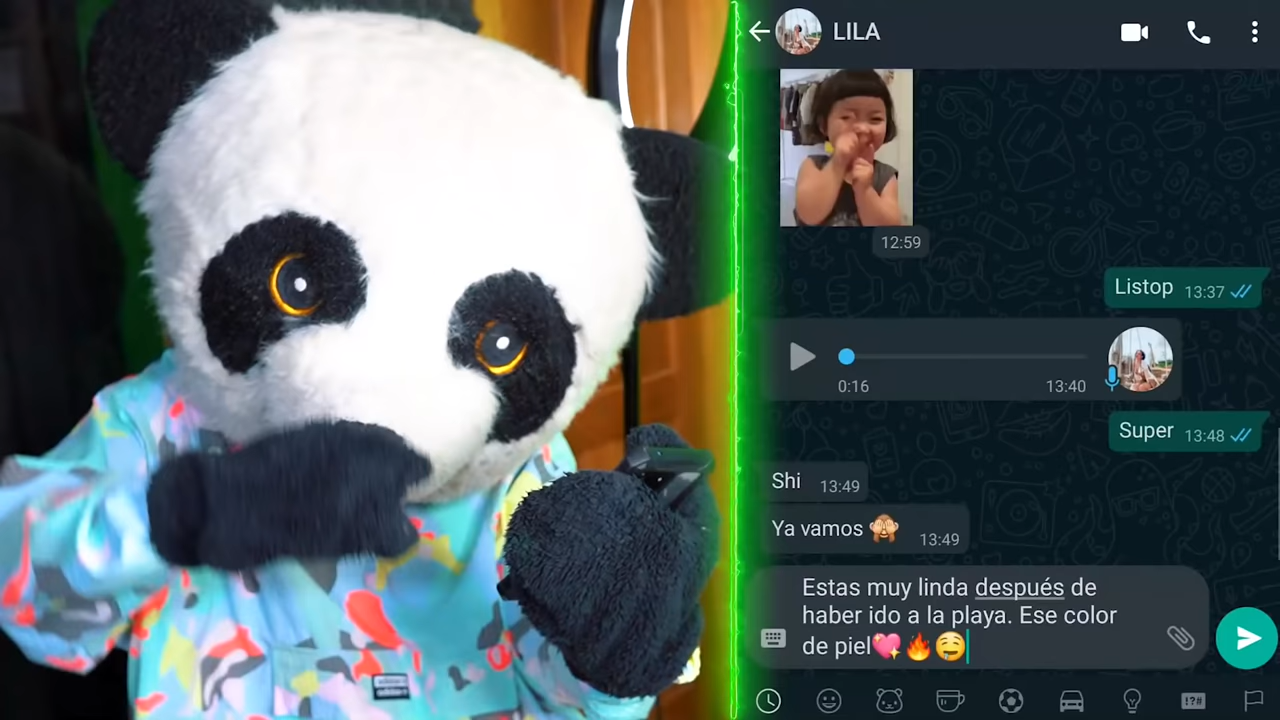 LILA
12:59
Listop 13:37
0:16 13:40
Super 13:48
Shi 13:49
Ya vamos 🙈 13:49
Estas muy linda después de
haber ido a la playa. Ese color
de piel💖🔥🤤
!?#